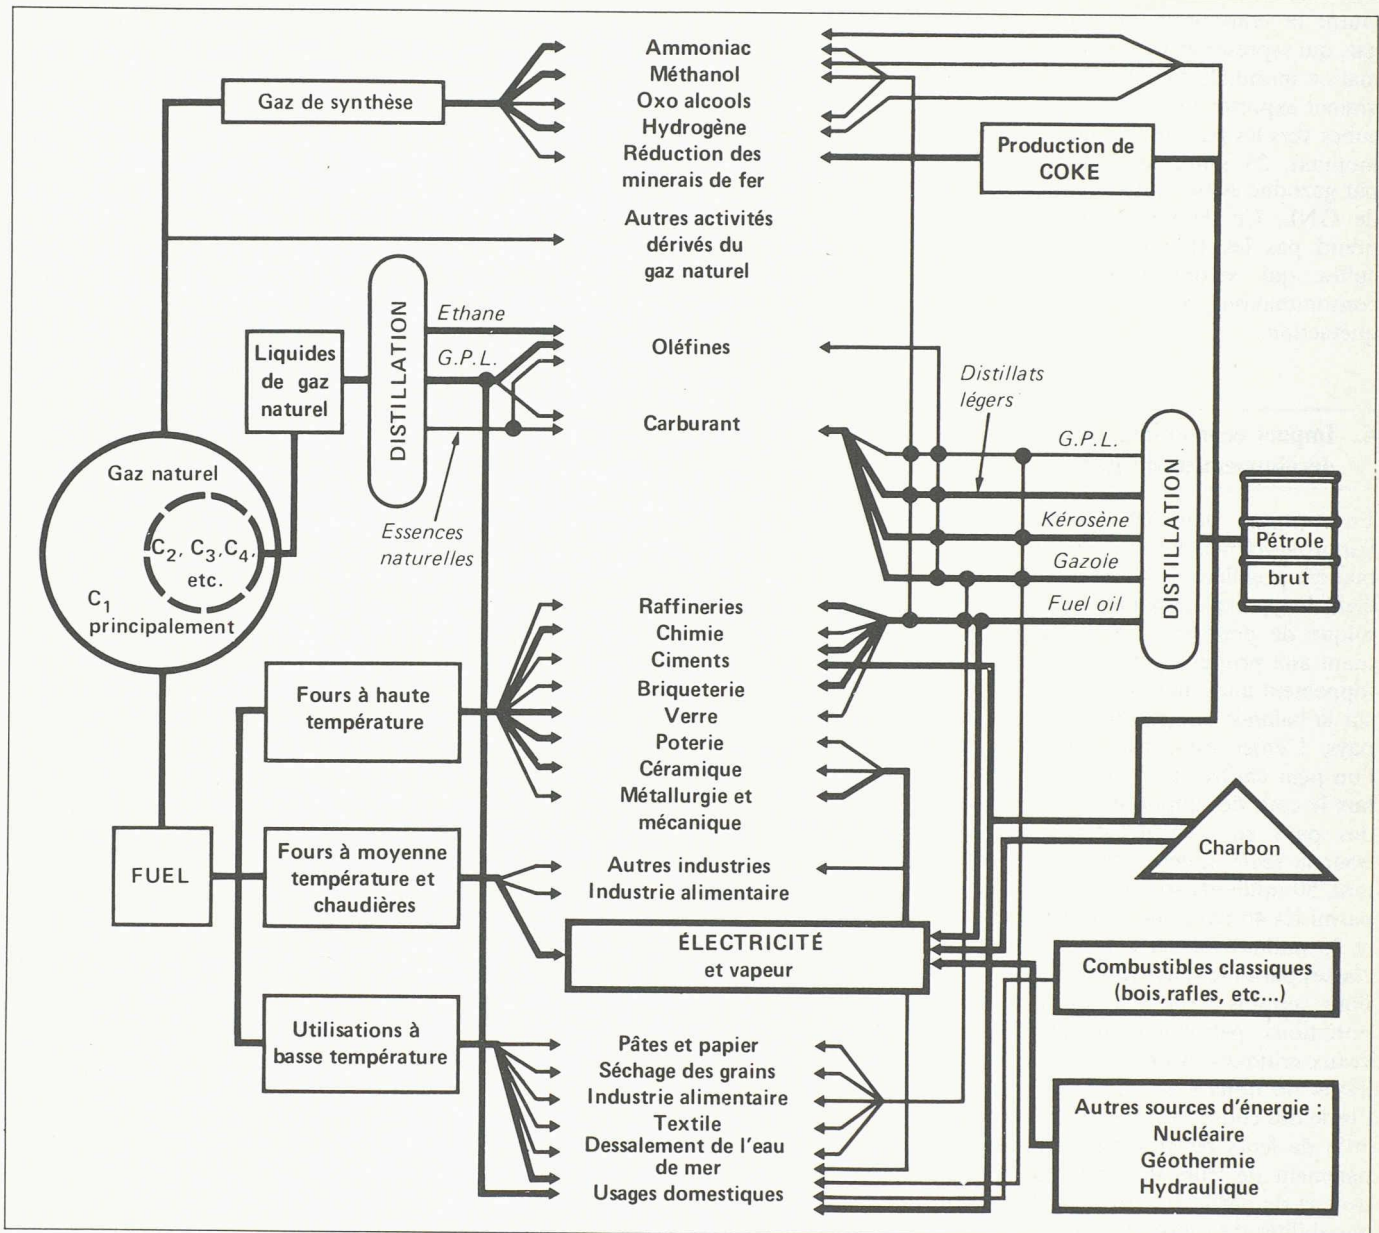 Gaz de synthèse
Ammoniac
Méthanol
Oxo alcools
Hydrogène
Réduction des
minerais de fer
Production de
COKE
Autres activités
dérivés du
gaz naturel
Liquides
de gaz
naturel
DISTILLATION
Ethane
G.P.L.
Essences
naturelles
Oléfines
Carburant
Distillats
légers
G.P.L.
Kérosène
Gazole
Fuel oil
DISTILLATION
Pétrole
brut
Gaz naturel
C2, C3, C4,
etc.
C1
principalement
Fours à haute
température
Raffineries
Chimie
Ciments
Briqueterie
Verre
Poterie
Céramique
Métallurgie et
mécanique
Charbon
FUEL
Fours à moyenne
température et
chaudières
Autres industries
Industrie alimentaire
ÉLECTRICITÉ
et vapeur
Combustibles classiques
(bois,rafles, etc...)
Utilisations à
basse température
Pâtes et papier
Séchage des grains
Industrie alimentaire
Textile
Dessalement de l'eau
de mer
Usages domestiques
Autres sources d'énergie :
Nucléaire
Géothermie
Hydraulique